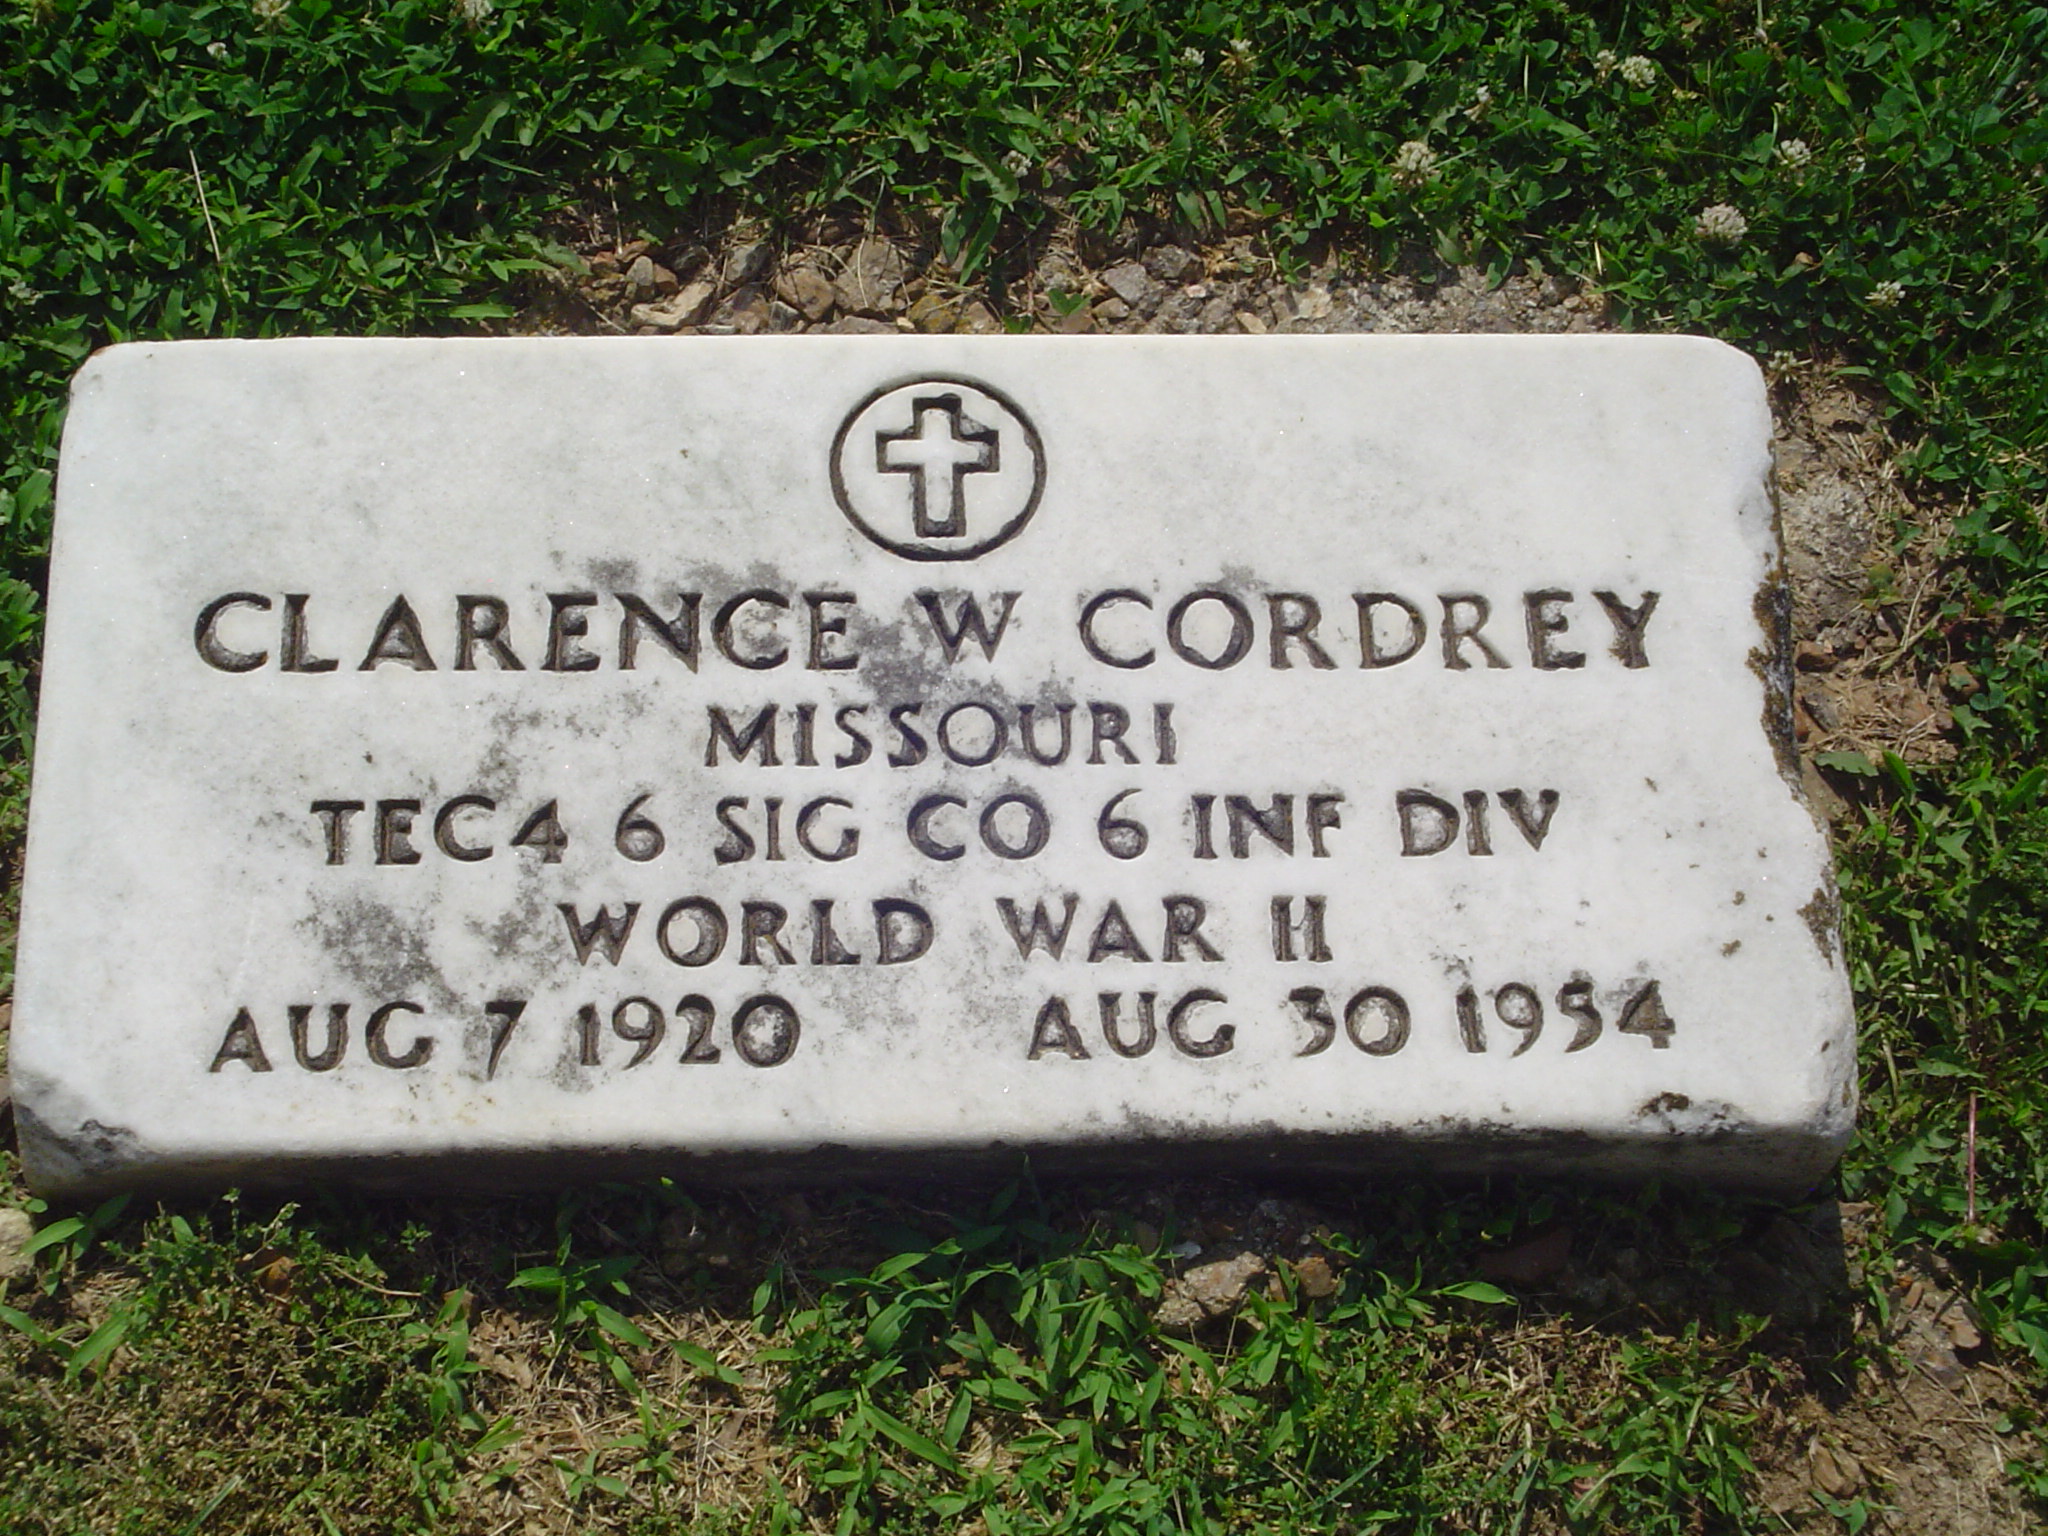 CLARENCE W CORDREY
MISSOURI
TEC4 6 SIG CO 6 INF DIV
WORLD WAR II
AUG 7 1920 AUG 30 1954